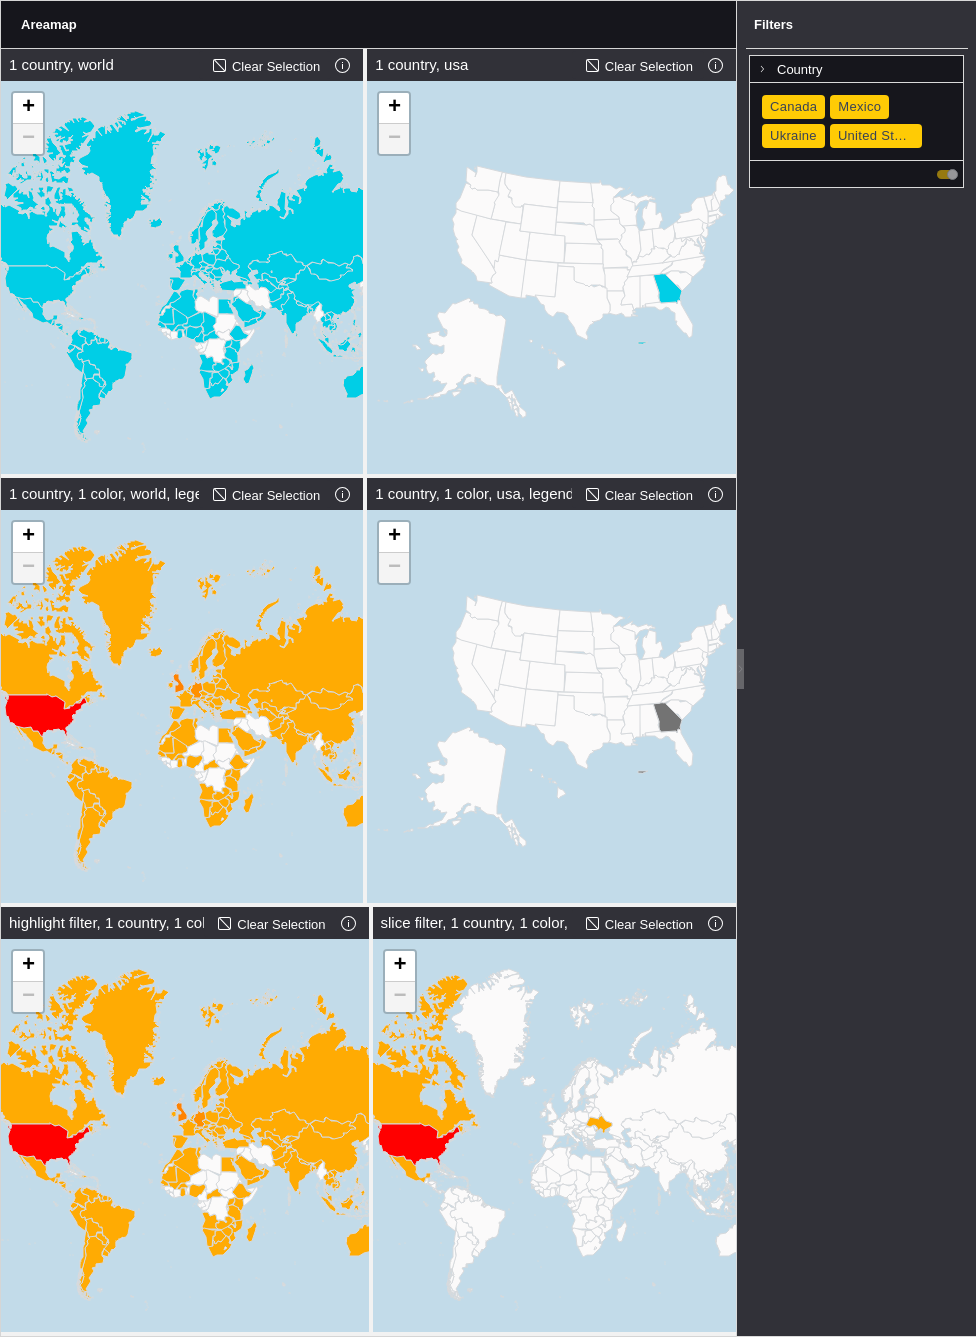 Areamap
Filters
1 country, world
Clear Selection
1 country, usa
Clear Selection
Country
Canada
Mexico
Ukraine
United St...
+
−
+
−
1 country, 1 color, world, lege
Clear Selection
1 country, 1 color, usa, legend
Clear Selection
+
−
+
−
highlight filter, 1 country, 1 col
Clear Selection
slice filter, 1 country, 1 color,
Clear Selection
+
−
+
−